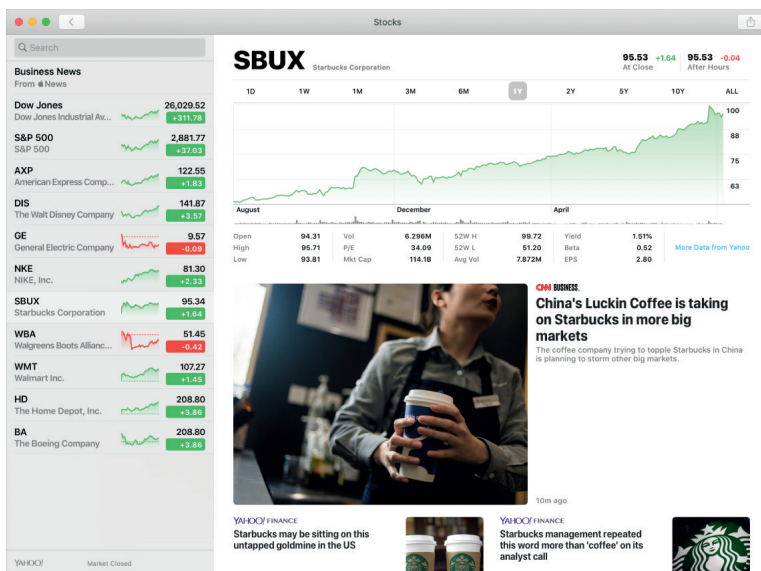 Stocks
Search
Business News
From News
Dow Jones 26,029.52
Dow Jones Industrial Av... +311.78
S&P 500 2,881.77
S&P 500 +37.03
AXP 122.55
American Express Comp... +1.83
DIS 141.87
The Walt Disney Company +3.57
GE 9.57
General Electric Company -0.09
NKE 81.30
NIKE, Inc. +2.33
SBUX 95.34
Starbucks Corporation +1.64
WBA 51.45
Walgreens Boots Allianc... -0.42
WMT 107.27
Walmart Inc. +1.45
HD 208.80
The Home Depot, Inc. +3.86
BA 208.80
The Boeing Company +3.86
YAHOO! Market Closed
SBUX Starbucks Corporation
95.53 +1.64 95.53 -0.04
At Close After Hours
1D 1W 1M 3M 6M 1Y 2Y 5Y 10Y ALL
100
88
75
63
August December April
Open 94.31 Vol 6.296M 52W H 99.72 Yield 1.51%
High 95.71 P/E 34.09 52W L 51.20 Beta 0.52 More Data from Yahoo
Low 93.81 Mkt Cap 114.1B Avg Vol 7.872M EPS 2.80
CNN BUSINESS
China's Luckin Coffee is taking
on Starbucks in more big
markets
The coffee company trying to topple Starbucks in China
is planning to storm other big markets.
10m ago
YAHOO! FINANCE
Starbucks may be sitting on this
untapped goldmine in the US
YAHOO! FINANCE
Starbucks management repeated
this word more than 'coffee' on its
analyst call